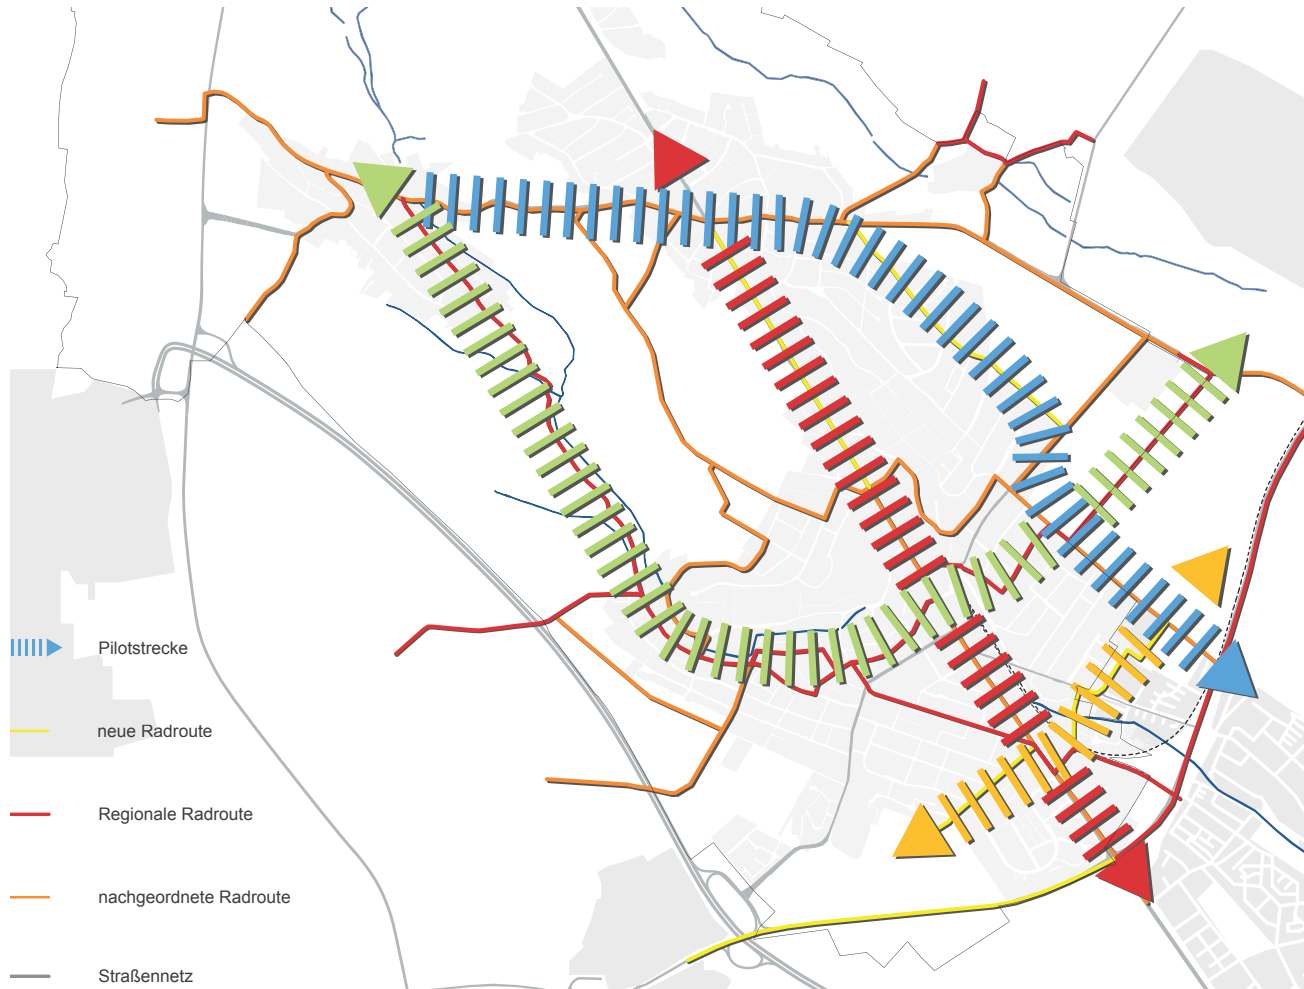 Pilotstrecke
neue Radroute
Regionale Radroute
nachgeordnete Radroute
Straßennetz